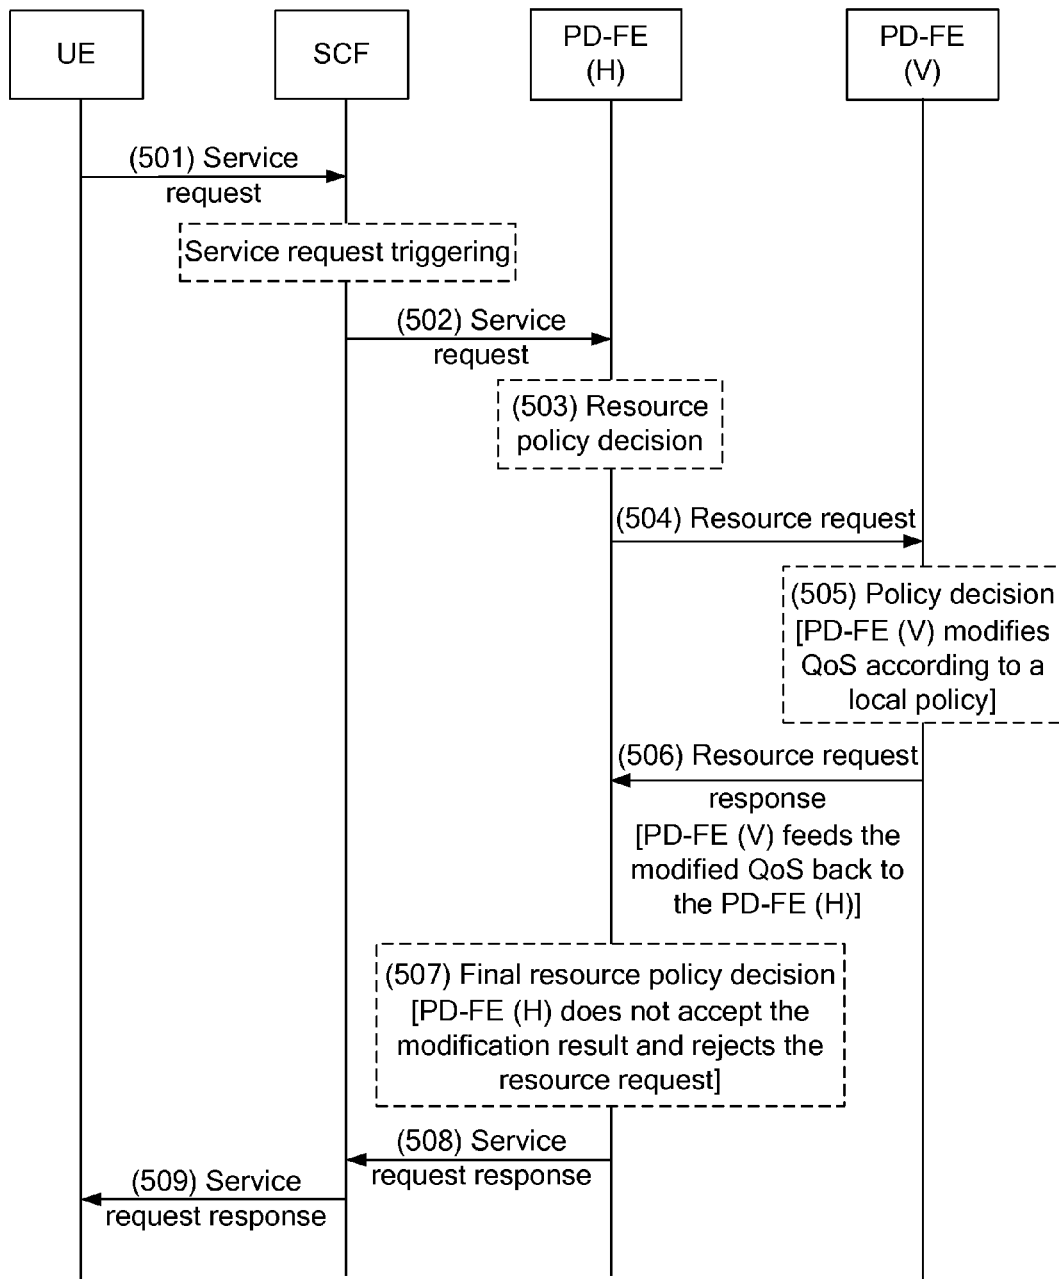 UE
SCF
PD-FE
(H)
PD-FE
(V)
(501) Service
request
Service request triggering
(502) Service
request
(503) Resource
policy decision
(504) Resource request
(505) Policy decision
[PD-FE (V) modifies
QoS according to a
local policy]
(506) Resource request
response
[PD-FE (V) feeds the
modified QoS back to
the PD-FE (H)]
(507) Final resource policy decision
[PD-FE (H) does not accept the
modification result and rejects the
resource request]
(508) Service
request response
(509) Service
request response